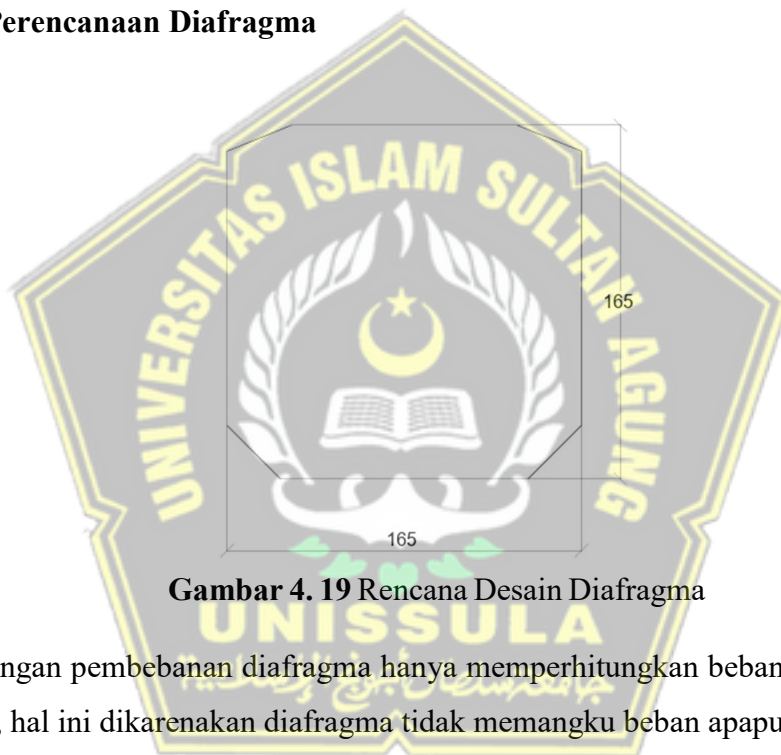 Perencanaan Diafragma
UNIVERSITAS ISLAM SULTAN AGUNG
165
165
Gambar 4. 19 Rencana Desain Diafragma
UNISSULA
ngan pembebanan diafragma hanya memperhitungkan beban
, hal ini dikarenakan diafragma tidak memangku beban apapu